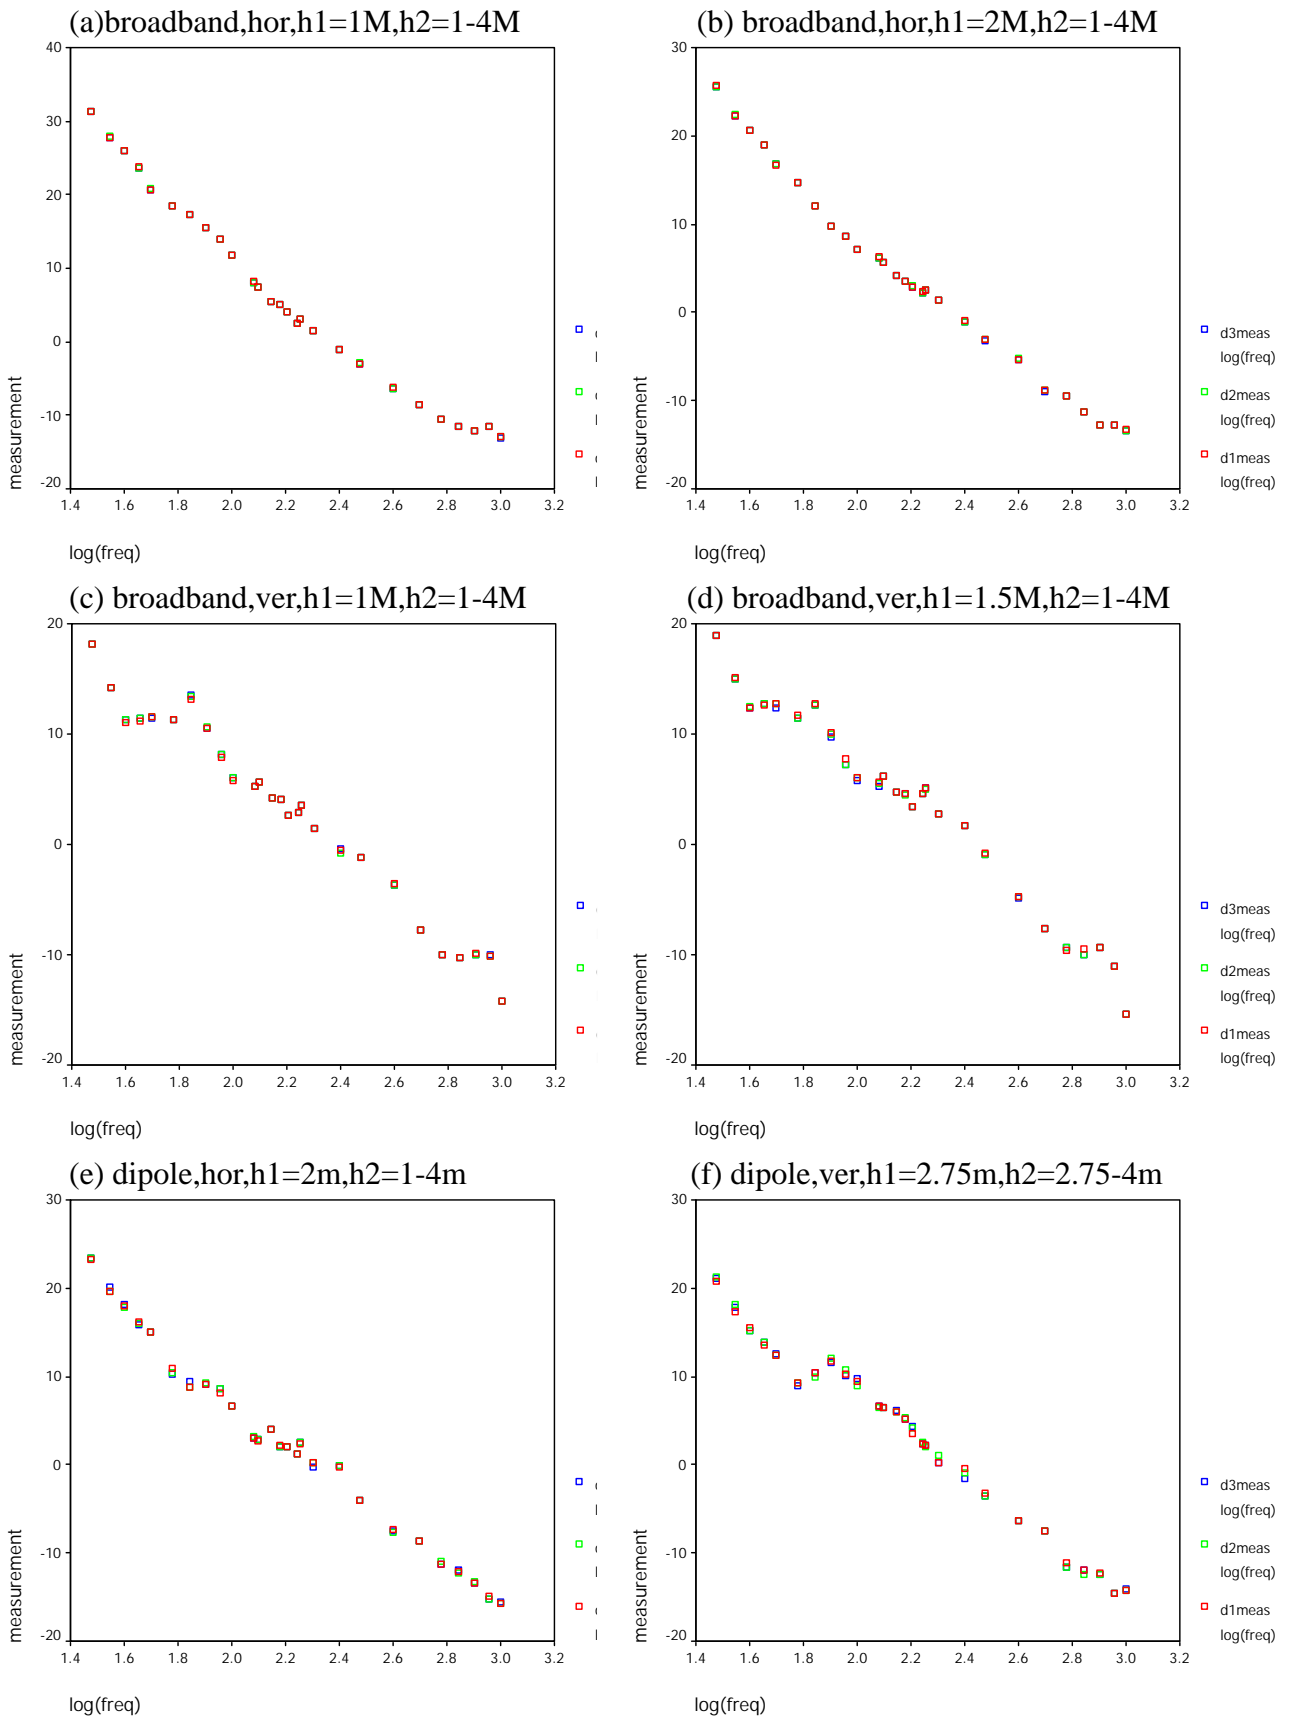 (a)broadband,hor,h1=1M,h2=1-4M
40
30
20
10
0
-10
-20
1.4 1.6 1.8 2.0 2.2 2.4 2.6 2.8 3.0 3.2
measurement
log(freq)
(b) broadband,hor,h1=2M,h2=1-4M
30
20
10
0
-10
-20
1.4 1.6 1.8 2.0 2.2 2.4 2.6 2.8 3.0 3.2
measurement
log(freq)
d3meas
log(freq)
d2meas
log(freq)
d1meas
log(freq)
(c) broadband,ver,h1=1M,h2=1-4M
20
10
0
-10
-20
1.4 1.6 1.8 2.0 2.2 2.4 2.6 2.8 3.0 3.2
measurement
log(freq)
(d) broadband,ver,h1=1.5M,h2=1-4M
20
10
0
-10
-20
1.4 1.6 1.8 2.0 2.2 2.4 2.6 2.8 3.0 3.2
measurement
log(freq)
d3meas
log(freq)
d2meas
log(freq)
d1meas
log(freq)
(e) dipole,hor,h1=2m,h2=1-4m
30
20
10
0
-10
-20
1.4 1.6 1.8 2.0 2.2 2.4 2.6 2.8 3.0 3.2
measurement
log(freq)
(f) dipole,ver,h1=2.75m,h2=2.75-4m
30
20
10
0
-10
-20
1.4 1.6 1.8 2.0 2.2 2.4 2.6 2.8 3.0 3.2
measurement
log(freq)
d3meas
log(freq)
d2meas
log(freq)
d1meas
log(freq)